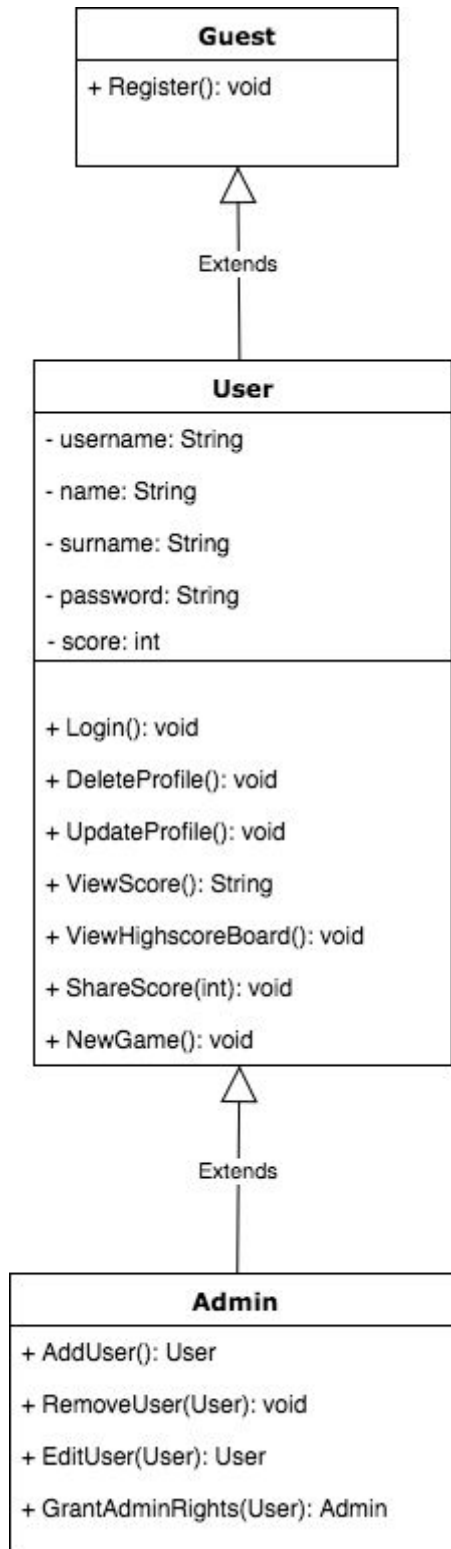 Guest
+ Register(): void
Extends
User
- username: String
- name: String
- surname: String
- password: String
- score: int
+ Login(): void
+ DeleteProfile(): void
+ UpdateProfile(): void
+ ViewScore(): String
+ ViewHighscoreBoard(): void
+ ShareScore(int): void
+ NewGame(): void
Extends
Admin
+ AddUser(): User
+ RemoveUser(User): void
+ EditUser(User): User
+ GrantAdminRights(User): Admin